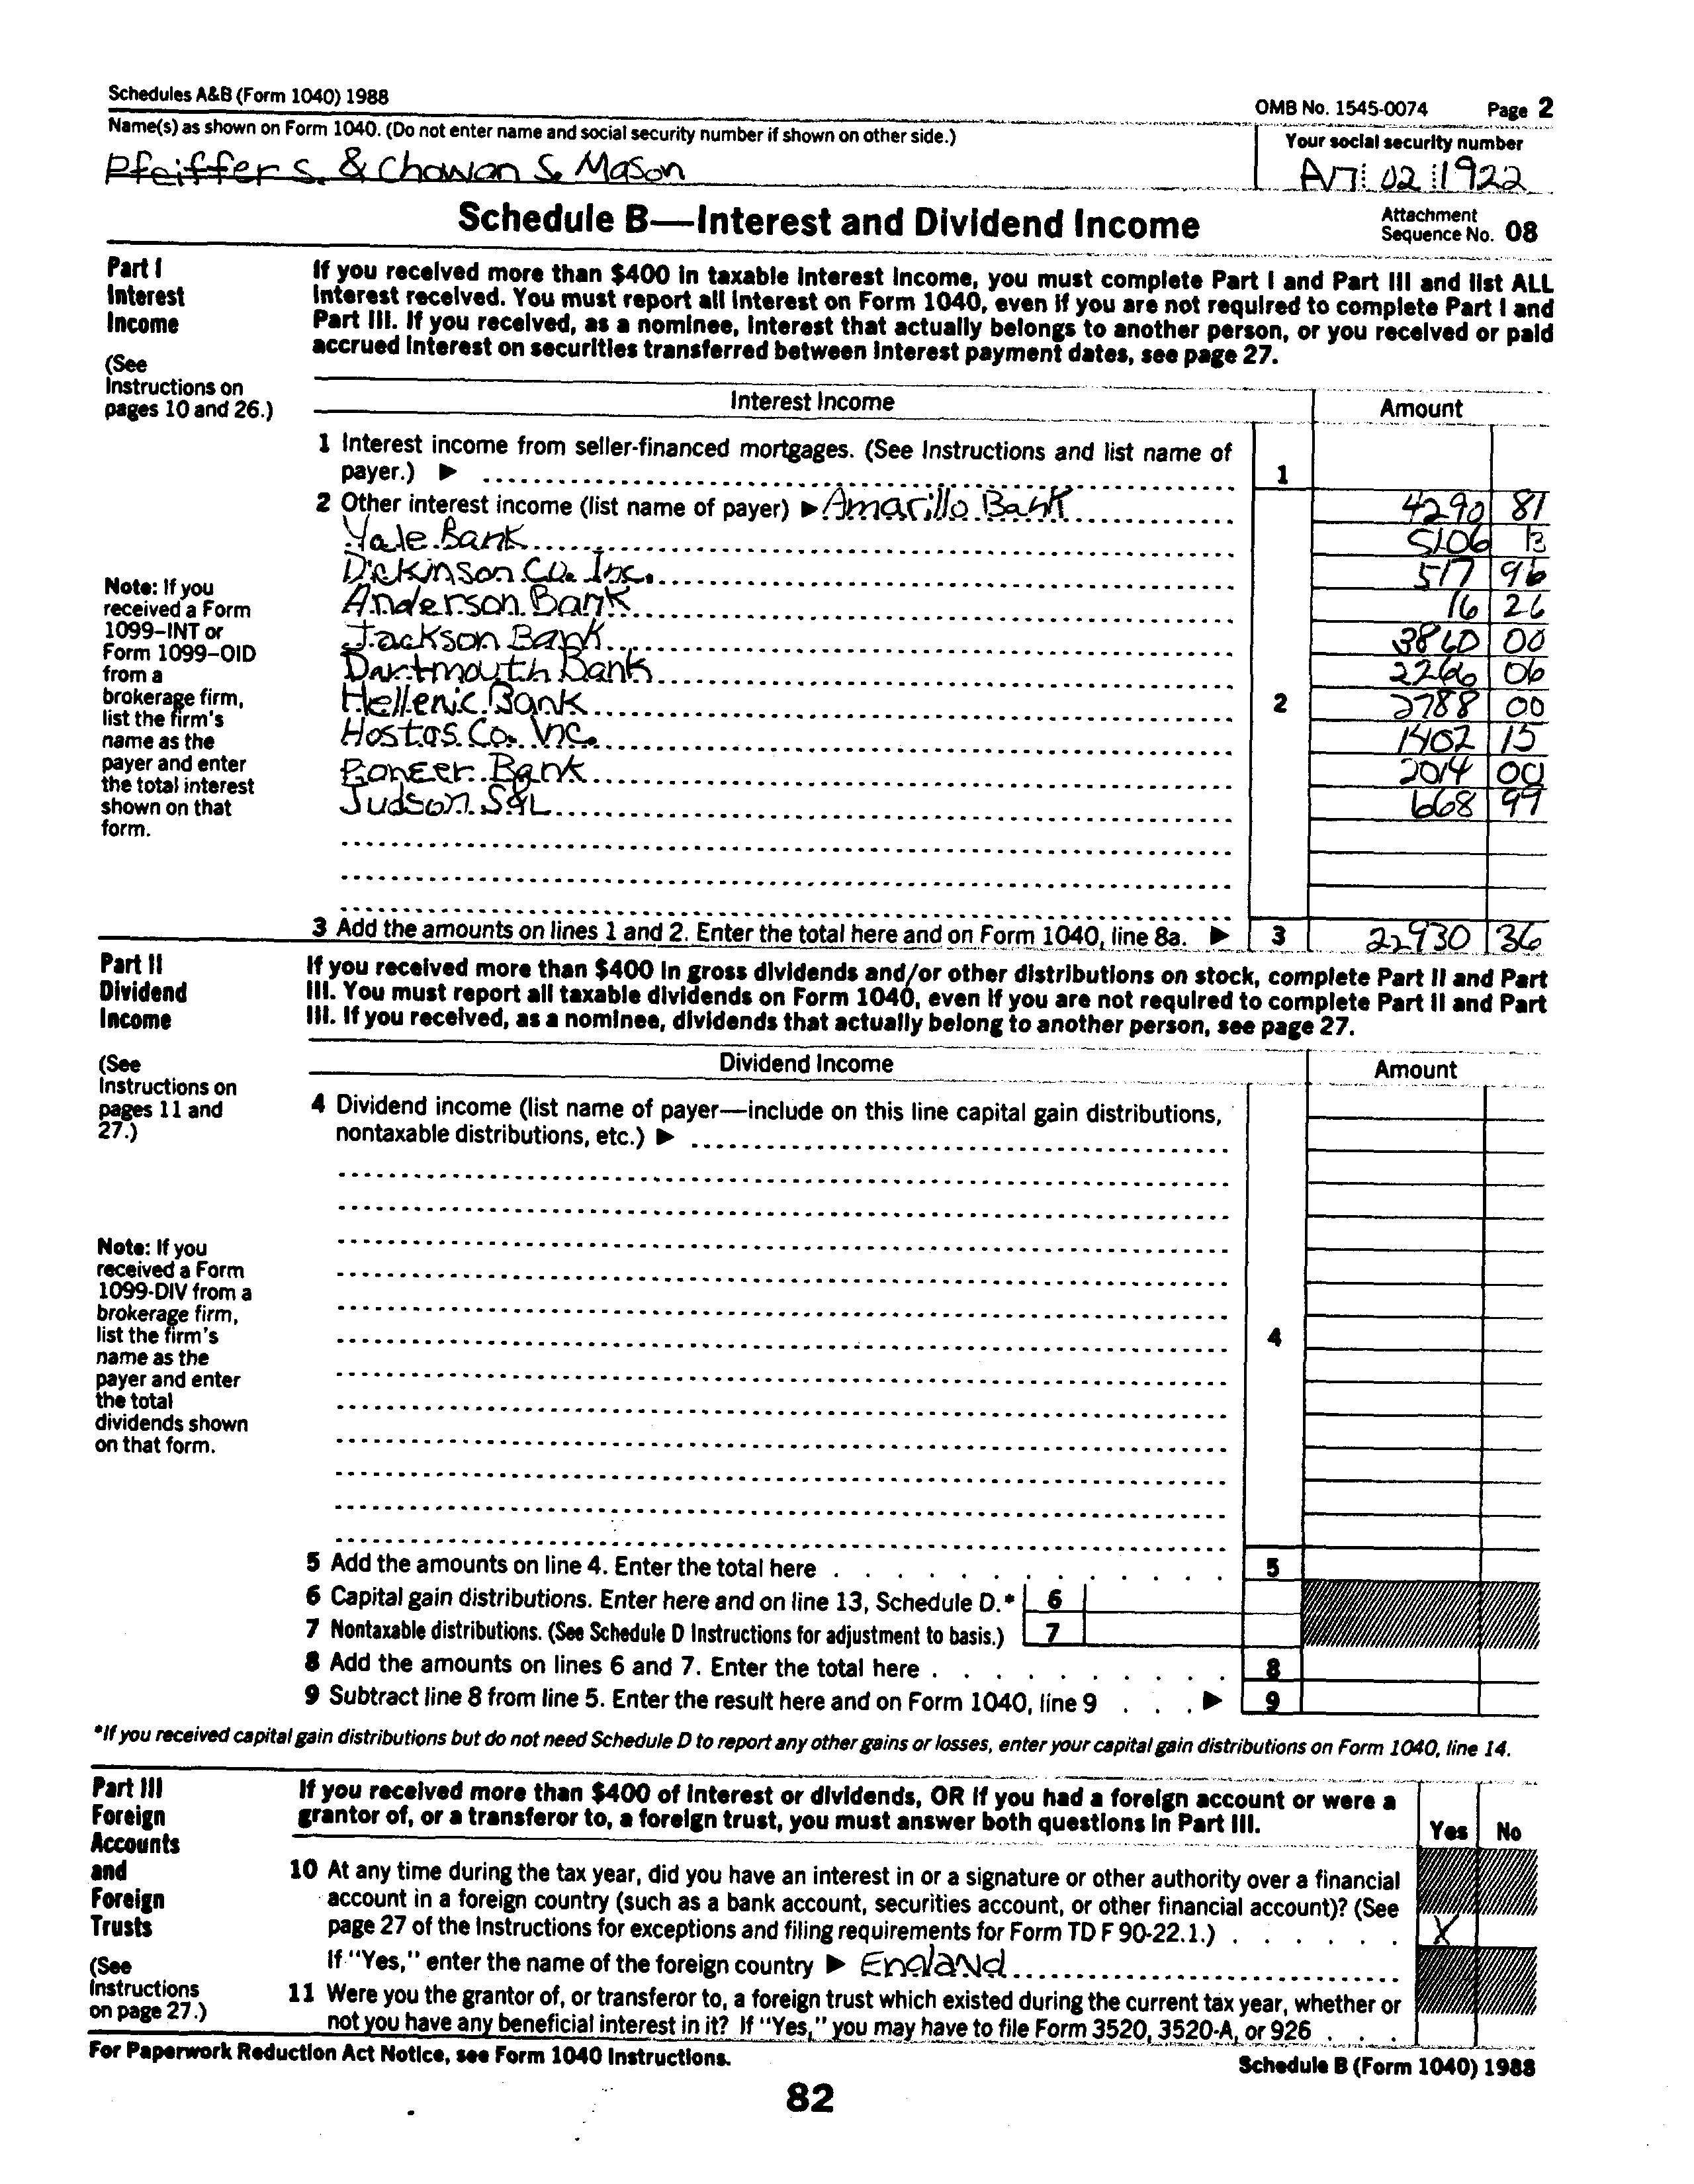 Schedules A&B (Form 1040) 1988
OMB No. 1545-0074 Page 2
Name(s) as shown on Form 1040. (Do not enter name and social security number if shown on other side.)
Your social security number
Pfeiffer S. & Chowan S. Mason
02 1922
Schedule B—Interest and Dividend Income
Attachment
Sequence No. 08
Part I
Interest
Income
(See
Instructions on
pages 10 and 26.)
If you received more than $400 in taxable interest income, you must complete Part I and Part III and list ALL
interest received. You must report all interest on Form 1040, even if you are not required to complete Part I and
Part III. If you received, as a nominee, interest that actually belongs to another person, or you received or paid
accrued interest on securities transferred between interest payment dates, see page 27.
Interest Income
Amount
1 Interest income from seller-financed mortgages. (See Instructions and list name of
payer.) ▶ 1
2 Other interest income (list name of payer) ▶ Amarillo Bank 4290 81
Yale Bank 5106 13
Dickinson Co. Inc. 517 96
Anderson Bank 16 26
Jackson Bank 3860 00
Dartmouth Bank 2266 06
Hellenic Bank 2 2788 00
Hostos Co. Inc. 1402 15
Pioneer Bank 2014 00
Judson S&L 668 99
Note: If you
received a Form
1099–INT or
Form 1099–OID
from a
brokerage firm,
list the firm's
name as the
payer and enter
the total interest
shown on that
form.
3 Add the amounts on lines 1 and 2. Enter the total here and on Form 1040, line 8a. ▶ 3 22930 36
Part II
Dividend
Income
(See
Instructions on
pages 11 and
27.)
If you received more than $400 in gross dividends and/or other distributions on stock, complete Part II and Part
III. You must report all taxable dividends on Form 1040, even if you are not required to complete Part II and Part
III. If you received, as a nominee, dividends that actually belong to another person, see page 27.
Dividend Income
Amount
4 Dividend income (list name of payer—include on this line capital gain distributions,
nontaxable distributions, etc.) ▶
Note: If you
received a Form
1099-DIV from a
brokerage firm,
list the firm's
name as the
payer and enter
the total
dividends shown
on that form.
4
5 Add the amounts on line 4. Enter the total here 5
6 Capital gain distributions. Enter here and on line 13, Schedule D.* 6
7 Nontaxable distributions. (See Schedule D Instructions for adjustment to basis.) 7
8 Add the amounts on lines 6 and 7. Enter the total here 8
9 Subtract line 8 from line 5. Enter the result here and on Form 1040, line 9 ▶ 9
*If you received capital gain distributions but do not need Schedule D to report any other gains or losses, enter your capital gain distributions on Form 1040, line 14.
Part III
Foreign
Accounts
and
Foreign
Trusts
(See
Instructions
on page 27.)
If you received more than $400 of interest or dividends, OR if you had a foreign account or were a
grantor of, or a transferor to, a foreign trust, you must answer both questions in Part III.
Yes No
10 At any time during the tax year, did you have an interest in or a signature or other authority over a financial
account in a foreign country (such as a bank account, securities account, or other financial account)? (See
page 27 of the Instructions for exceptions and filing requirements for Form TD F 90-22.1.) X
If "Yes," enter the name of the foreign country ▶ England
11 Were you the grantor of, or transferor to, a foreign trust which existed during the current tax year, whether or
not you have any beneficial interest in it? If "Yes," you may have to file Form 3520, 3520-A, or 926
For Paperwork Reduction Act Notice, see Form 1040 Instructions.
Schedule B (Form 1040) 1988
82